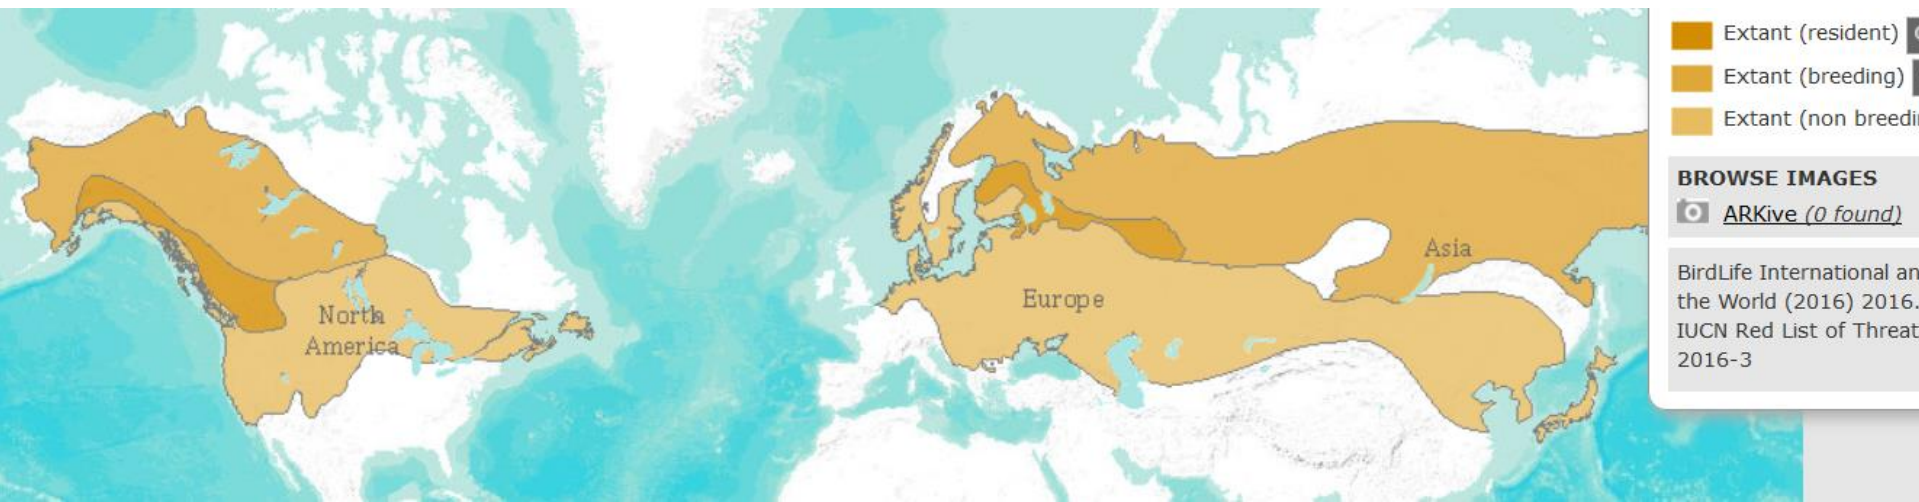 North
America
Europe
Asia
Extant (resident)
Extant (breeding)
Extant (non breedin
BROWSE IMAGES
ARKive (0 found)
BirdLife International an
the World (2016) 2016.
IUCN Red List of Threat
2016-3